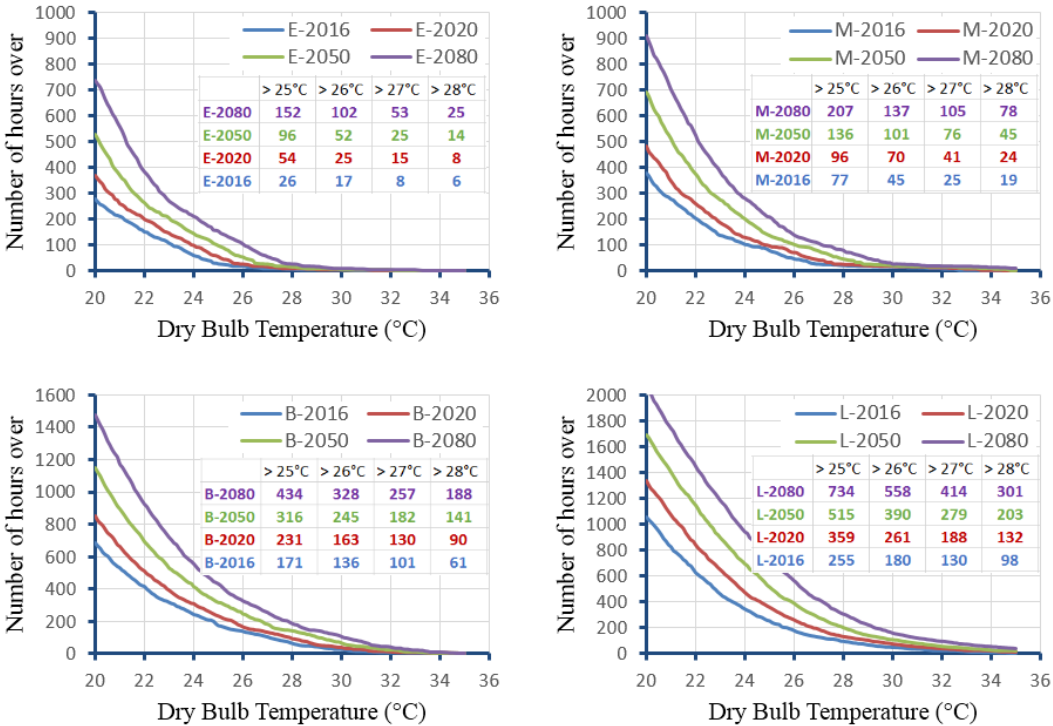 Number of hours over
1000
900
800
700
600
500
400
300
200
100
0
E-2016 E-2020
E-2050 E-2080
> 25°C > 26°C > 27°C > 28°C
E-2080 152 102 53 25
E-2050 96 52 25 14
E-2020 54 25 15 8
E-2016 26 17 8 6
20 22 24 26 28 30 32 34 36
Dry Bulb Temperature (°C)
Number of hours over
1000
900
800
700
600
500
400
300
200
100
0
M-2016 M-2020
M-2050 M-2080
> 25°C > 26°C > 27°C > 28°C
M-2080 207 137 105 78
M-2050 136 101 76 45
M-2020 96 70 41 24
M-2016 77 45 25 19
20 22 24 26 28 30 32 34 36
Dry Bulb Temperature (°C)
Number of hours over
1600
1400
1200
1000
800
600
400
200
0
B-2016 B-2020
B-2050 B-2080
> 25°C > 26°C > 27°C > 28°C
B-2080 434 328 257 188
B-2050 316 245 182 141
B-2020 231 163 130 90
B-2016 171 136 101 61
20 22 24 26 28 30 32 34 36
Dry Bulb Temperature (°C)
Number of hours over
2000
1800
1600
1400
1200
1000
800
600
400
200
0
L-2016 L-2020
L-2050 L-2080
> 25°C > 26°C > 27°C > 28°C
L-2080 734 558 414 301
L-2050 515 390 279 203
L-2020 359 261 188 132
L-2016 255 180 130 98
20 22 24 26 28 30 32 34 36
Dry Bulb Temperature (°C)